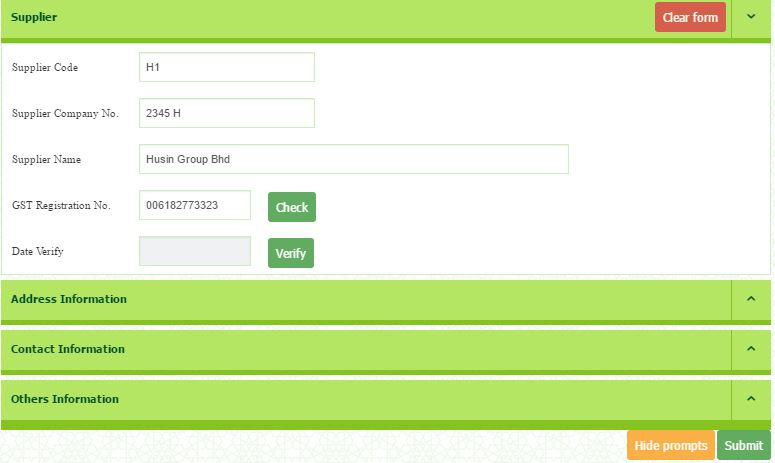 Supplier Clear form
Supplier Code H1
Supplier Company No. 2345 H
Supplier Name Husin Group Bhd
GST Registration No. 006182773323 Check
Date Verify Verify
Address Information
Contact Information
Others Information
Hide prompts Submit